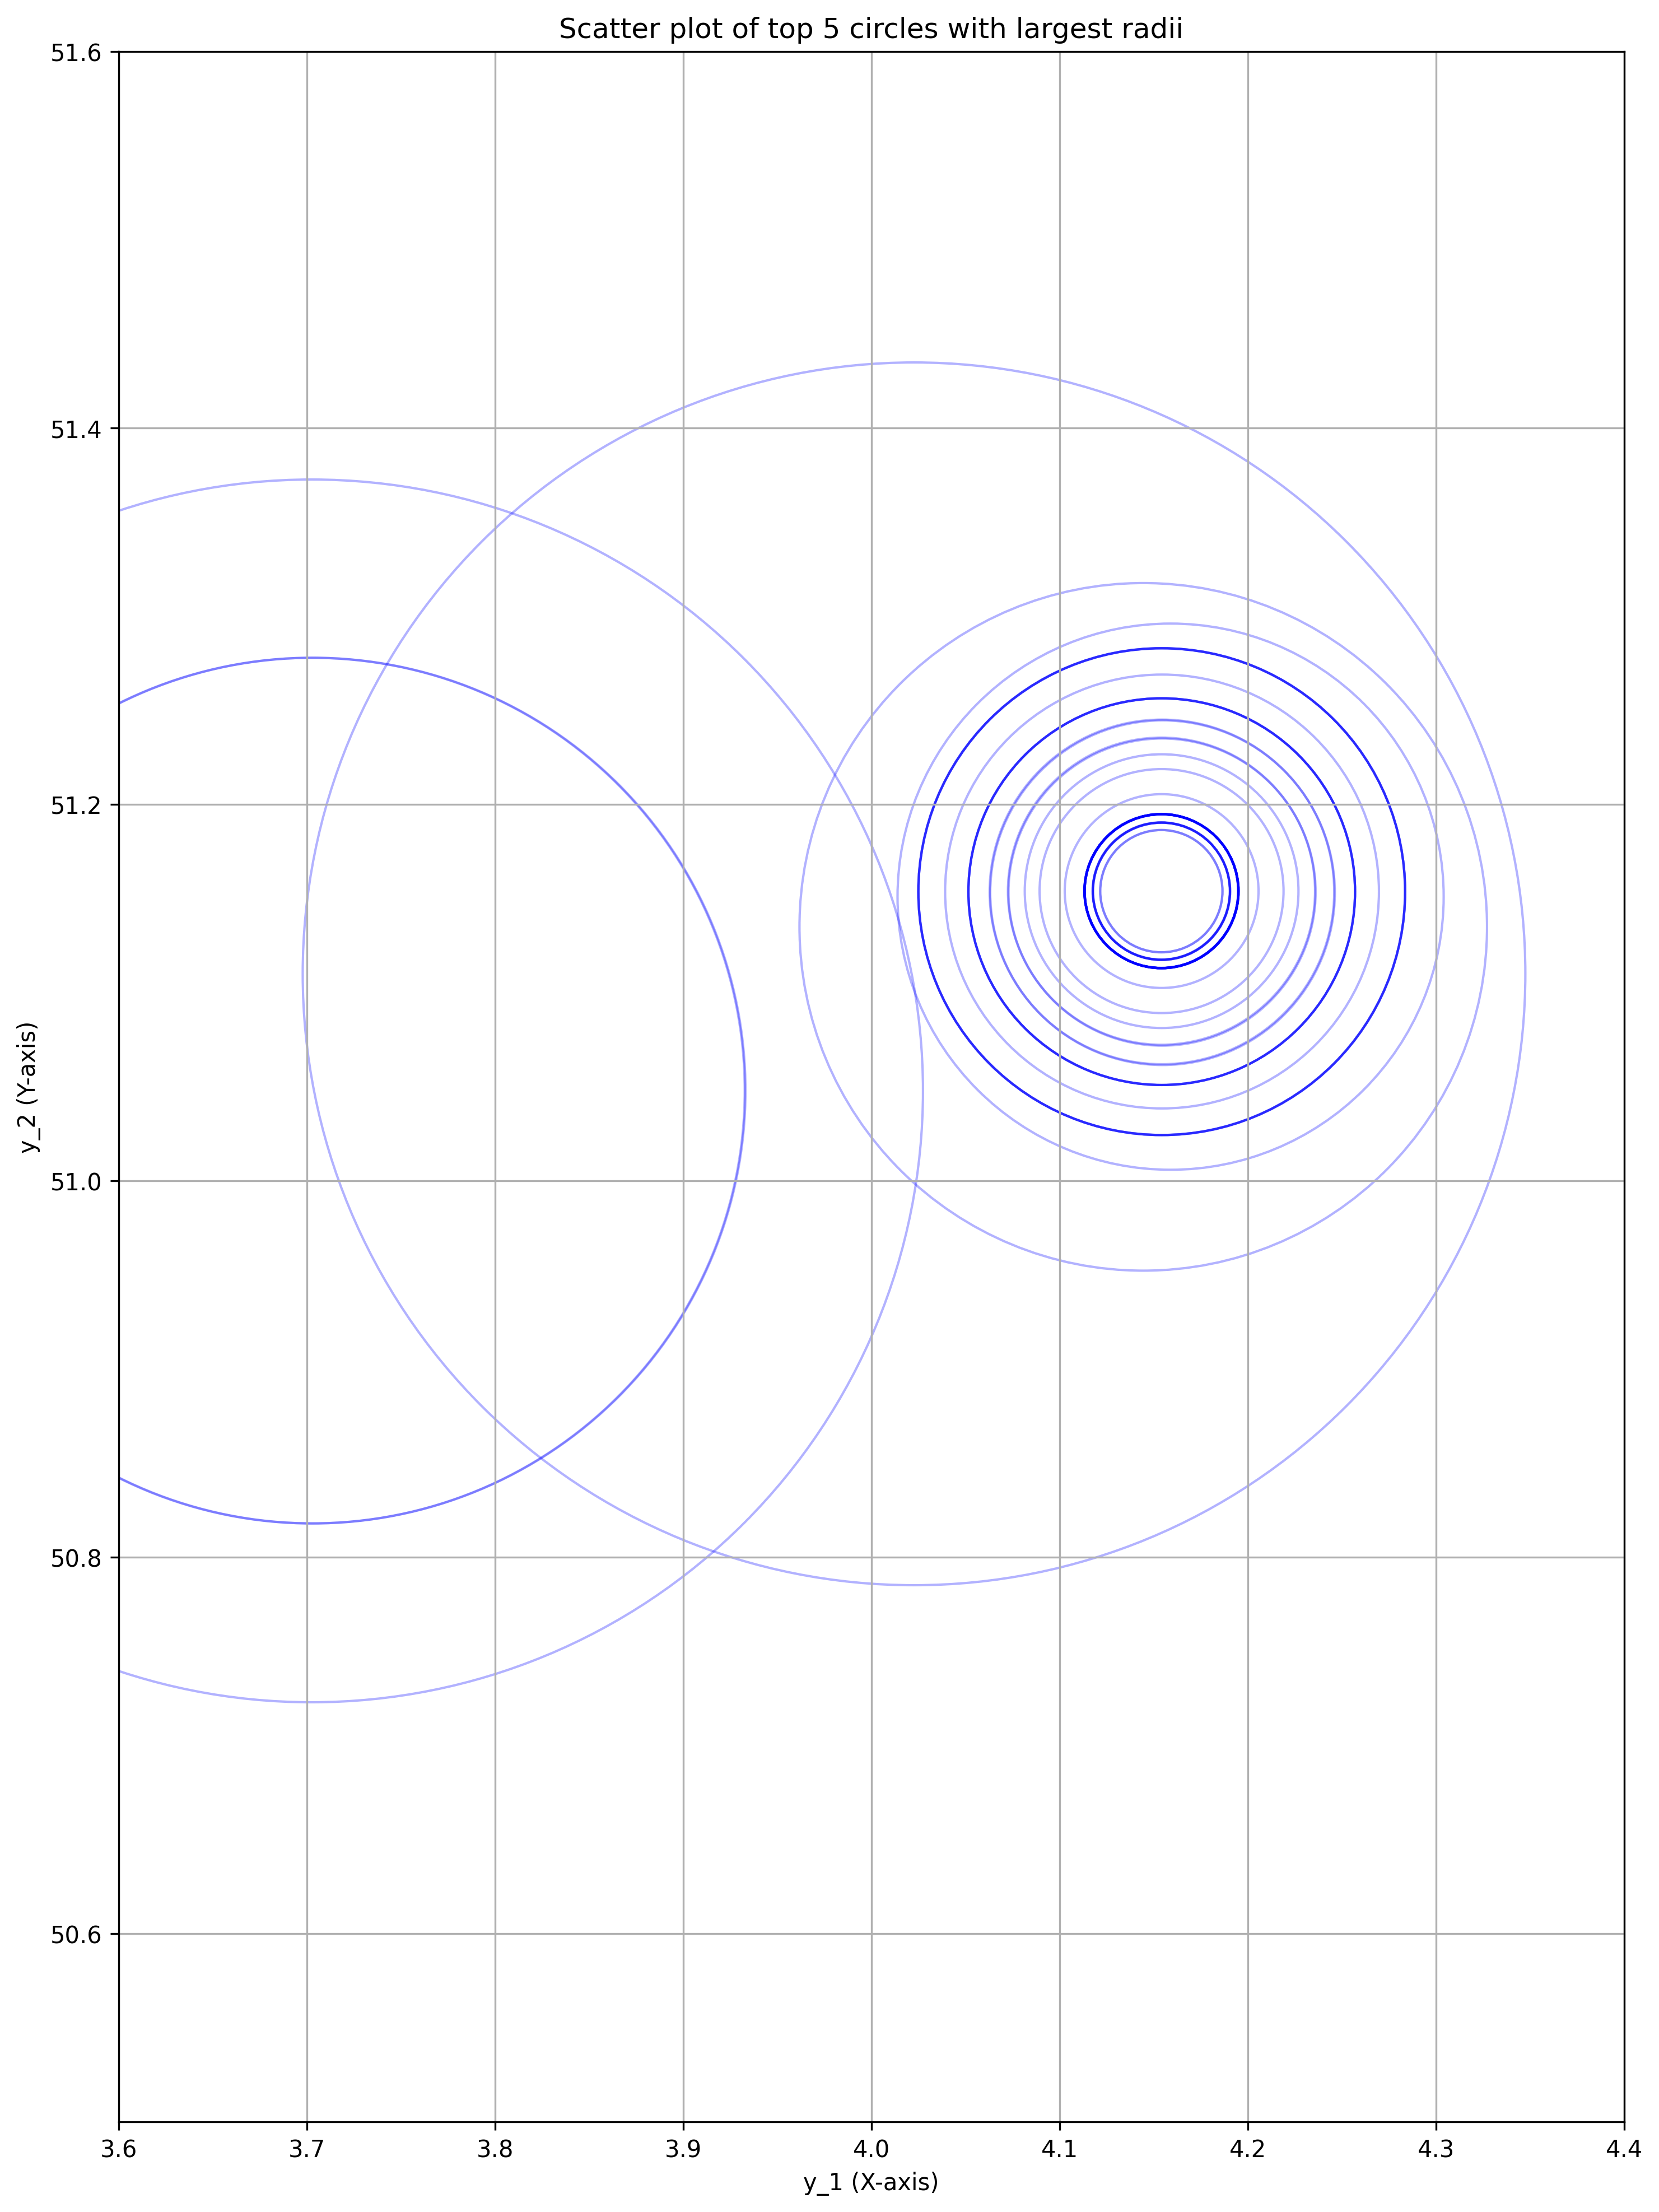 Scatter plot of top 5 circles with largest radii
51.6
51.4
51.2
51.0
50.8
50.6
y_2 (Y-axis)
3.6 3.7 3.8 3.9 4.0 4.1 4.2 4.3 4.4
y_1 (X-axis)